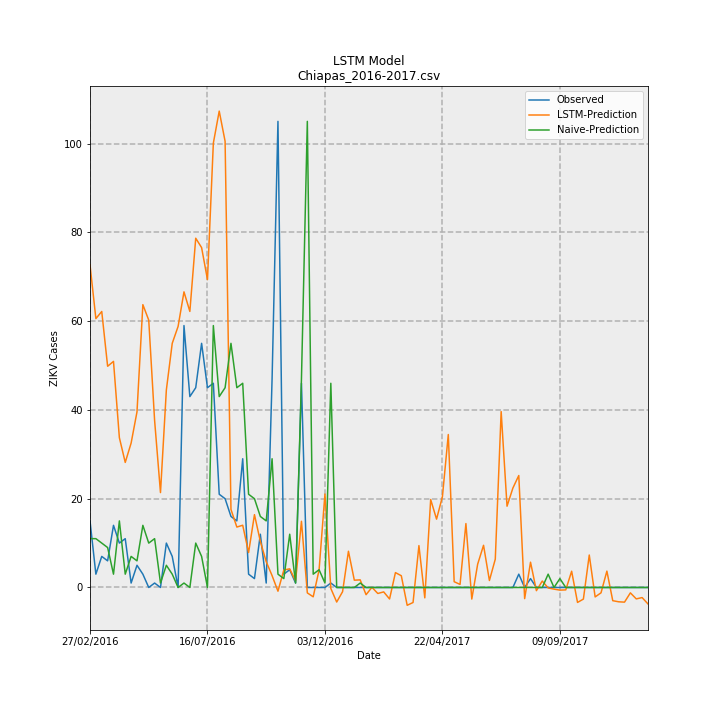 LSTM Model
Chiapas_2016-2017.csv
Observed
LSTM-Prediction
Naive-Prediction
ZIKV Cases
100
80
60
40
20
0
27/02/2016
16/07/2016
03/12/2016
22/04/2017
09/09/2017
Date